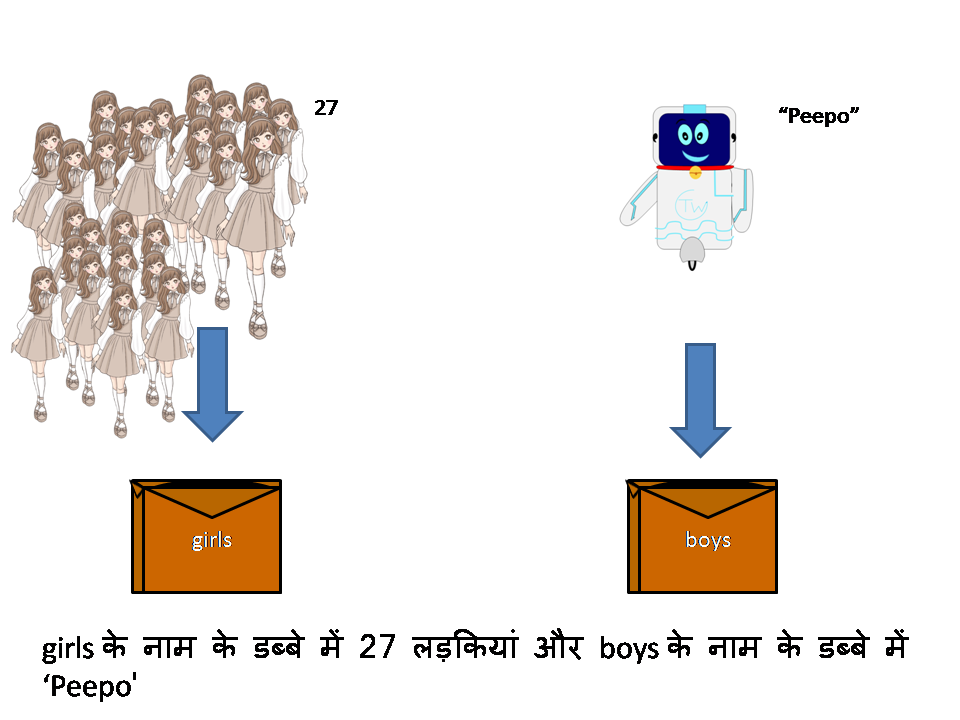 27
“Peepo”
TW
girls
boys
girls के नाम के डब्बे में 27 लड़कियां और boys के नाम के डब्बे में
‘Peepo'